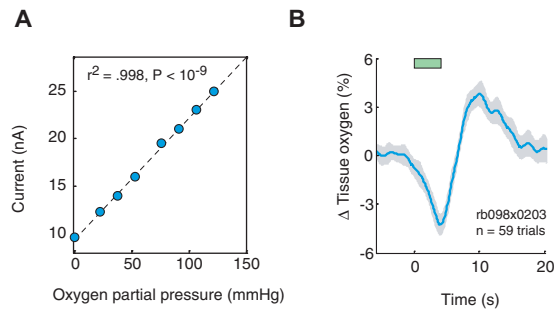 A
r² = .998, P < 10⁻⁹
25
20
15
10
0
50
100
150
Current (nA)
Oxygen partial pressure (mmHg)
B
6
3
0
-3
-6
Δ Tissue oxygen (%)
rb098x0203
n = 59 trials
0
10
20
Time (s)